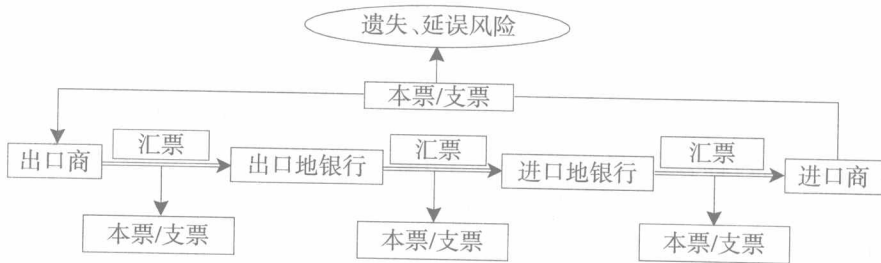 遗失、延误风险
本票/支票
汇票
汇票
汇票
出口商
出口地银行
进口地银行
进口商
本票/支票
本票/支票
本票/支票